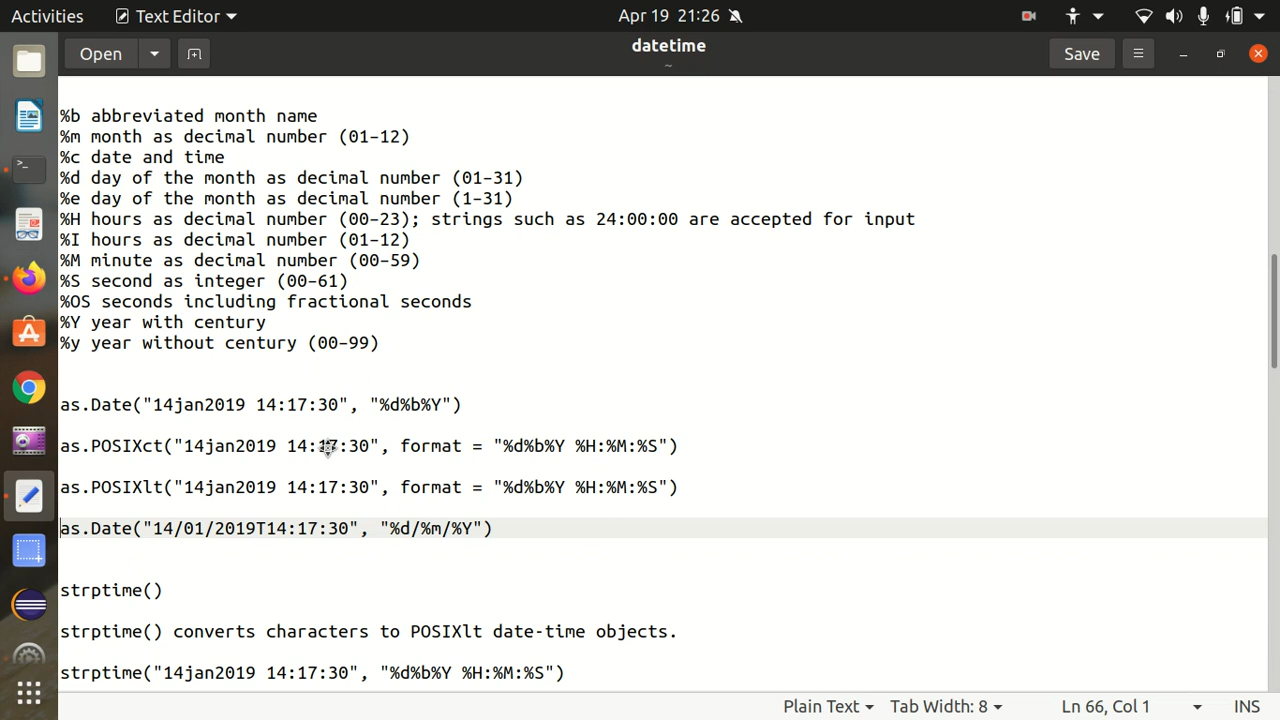 Activities
Text Editor
Apr 19 21:26
Open
datetime
~
Save
%b abbreviated month name
%m month as decimal number (01-12)
%c date and time
%d day of the month as decimal number (01-31)
%e day of the month as decimal number (1-31)
%H hours as decimal number (00-23); strings such as 24:00:00 are accepted for input
%I hours as decimal number (01-12)
%M minute as decimal number (00-59)
%S second as integer (00-61)
%OS seconds including fractional seconds
%Y year with century
%y year without century (00-99)
as.Date("14jan2019 14:17:30", "%d%b%Y")
as.POSIXct("14jan2019 14:17:30", format = "%d%b%Y %H:%M:%S")
as.POSIXlt("14jan2019 14:17:30", format = "%d%b%Y %H:%M:%S")
as.Date("14/01/2019T14:17:30", "%d/%m/%Y")
strptime()
strptime() converts characters to POSIXlt date-time objects.
strptime("14jan2019 14:17:30", "%d%b%Y %H:%M:%S")
Plain Text
Tab Width: 8
Ln 66, Col 1
INS